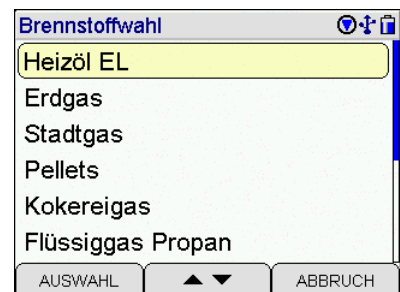 Brennstoffwahl
Heizöl EL
Erdgas
Stadtgas
Pellets
Kokereigas
Flüssiggas Propan
AUSWAHL ▲ ▼ ABBRUCH